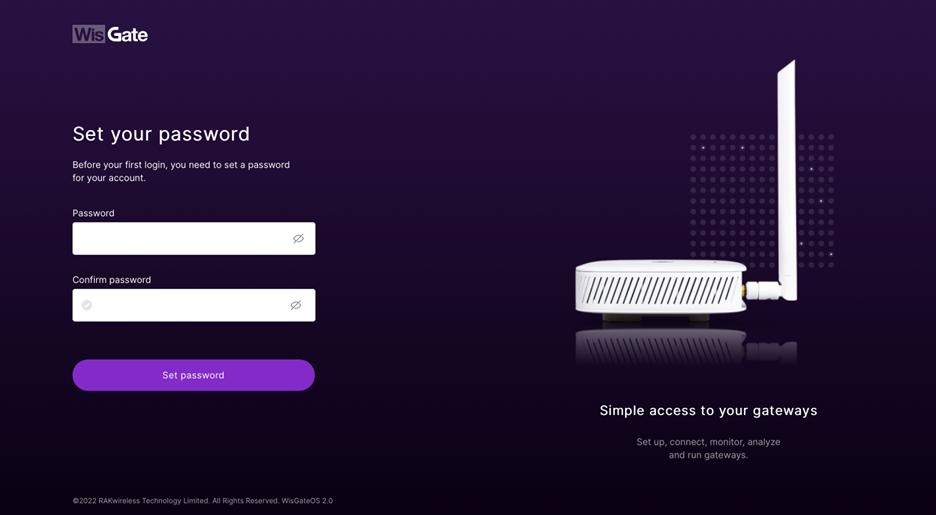 WisGate
Set your password
Before your first login, you need to set a password
for your account.
Password
Confirm password
Set password
Simple access to your gateways
Set up, connect, monitor, analyze
and run gateways.
©2022 RAKwireless Technology Limited. All Rights Reserved. WisGateOS 2.0